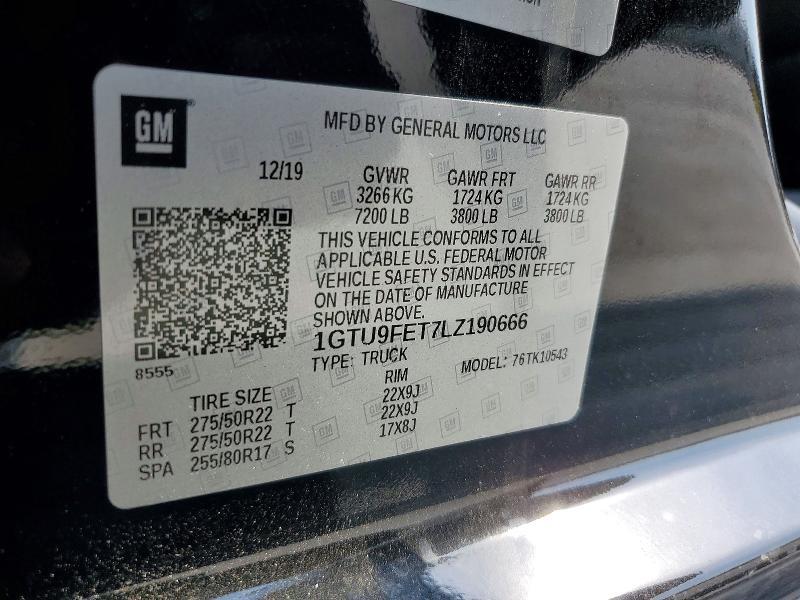 TION
GM
MFD BY GENERAL MOTORS LLC
12/19 GVWR GAWR FRT GAWR RR
3266 KG 1724 KG 1724 KG
7200 LB 3800 LB 3800 LB
THIS VEHICLE CONFORMS TO ALL
APPLICABLE U.S. FEDERAL MOTOR
VEHICLE SAFETY STANDARDS IN EFFECT
ON THE DATE OF MANUFACTURE
SHOWN ABOVE.
1GTU9FET7LZ190666
8555 TYPE: TRUCK MODEL: 76TK10543
TIRE SIZE RIM
FRT 275/50R22 T 22X9J
RR 275/50R22 T 22X9J
SPA 255/80R17 S 17X8J